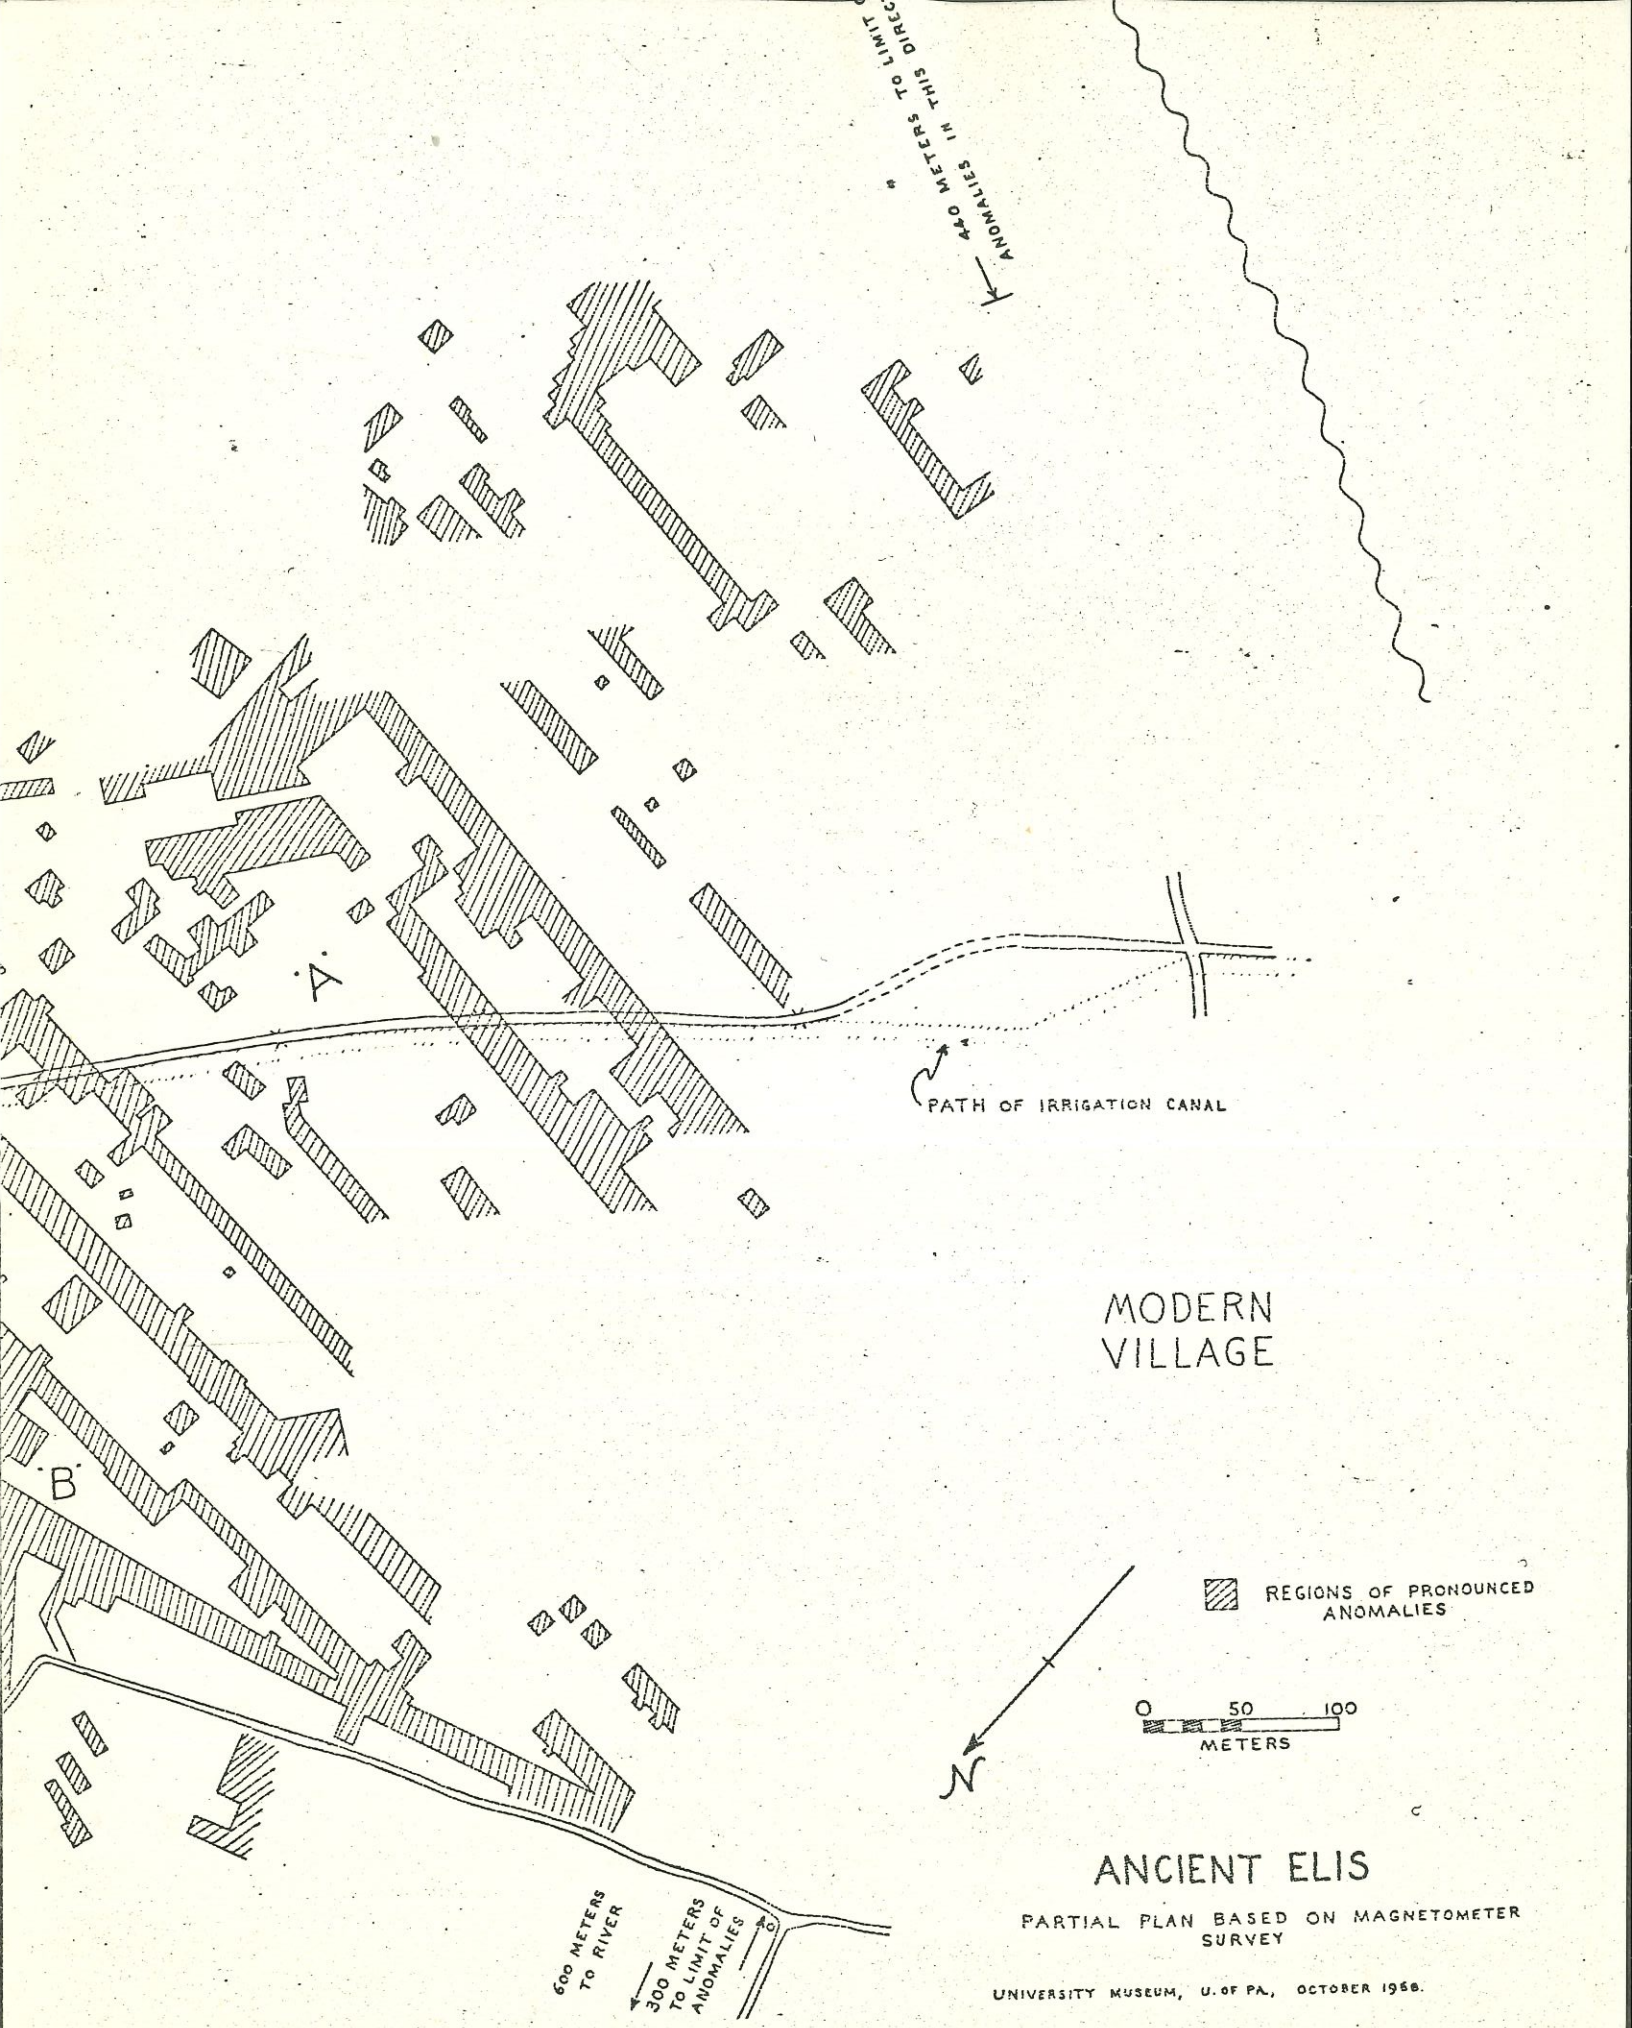 440 METERS TO LIMIT
ANOMALIES IN THIS
A
PATH OF IRRIGATION CANAL
MODERN
VILLAGE
B
REGIONS OF PRONOUNCED
ANOMALIES
0 50 100
METERS
N
ANCIENT ELIS
PARTIAL PLAN BASED ON MAGNETOMETER
SURVEY
UNIVERSITY MUSEUM, U. OF PA., OCTOBER
600 METERS
TO RIVER
300 METERS
TO LIMIT OF
ANOMALIES